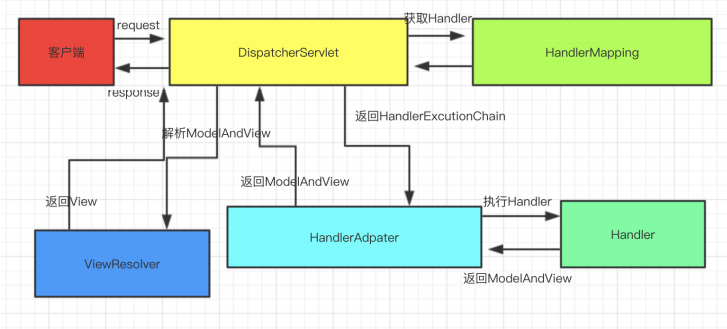 request
获取Handler
客户端
DispatcherServlet
HandlerMapping
response
解析ModelAndView
返回HandlerExcutionChain
返回View
返回ModelAndView
执行Handler
ViewResolver
HandlerAdpater
Handler
返回ModelAndView